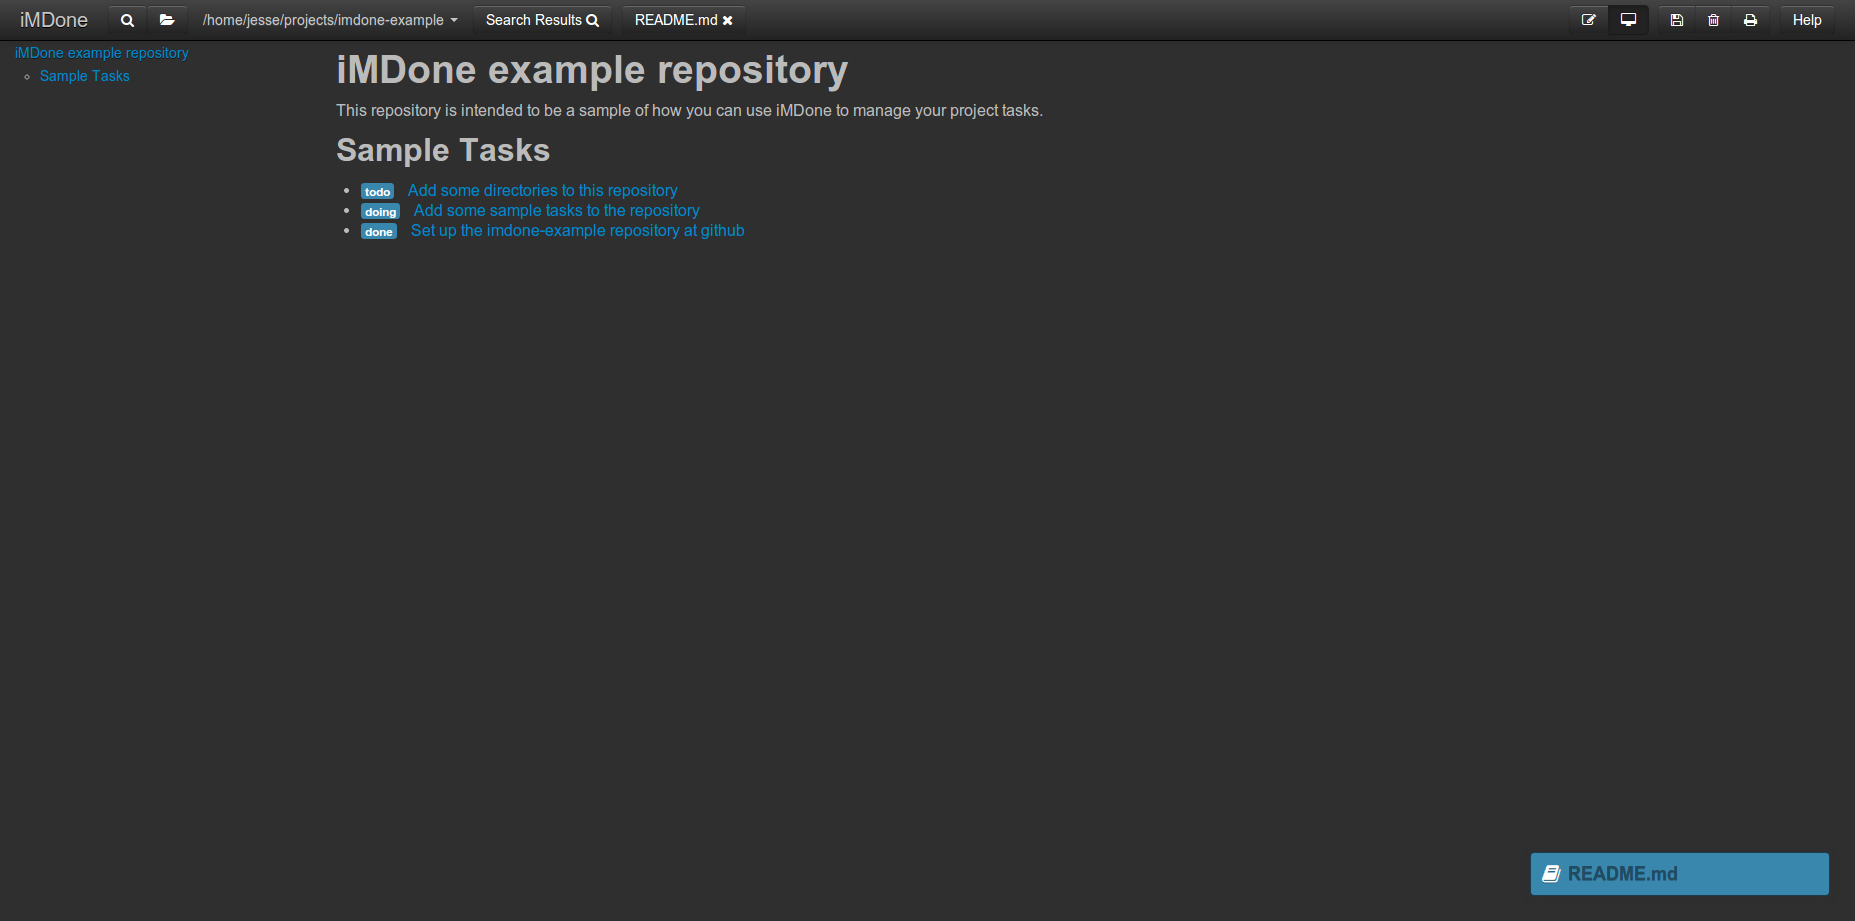 iMDone /home/jesse/projects/imdone-example Search Results README.md Help
iMDone example repository
Sample Tasks
iMDone example repository
This repository is intended to be a sample of how you can use iMDone to manage your project tasks.
Sample Tasks
todo Add some directories to this repository
doing Add some sample tasks to the repository
done Set up the imdone-example repository at github
README.md